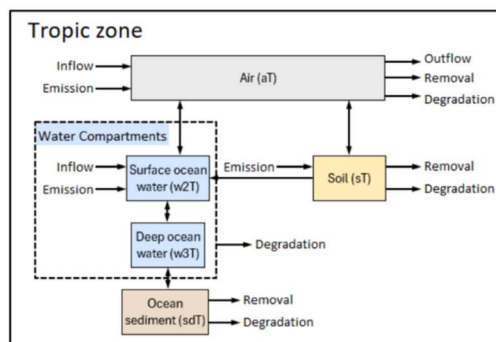 Tropic zone
Inflow
Emission
Air (aT)
Outflow
Removal
Degradation
Water Compartments
Inflow
Emission
Surface ocean
water (w2T)
Emission
Soil (sT)
Removal
Degradation
Deep ocean
water (w3T)
Degradation
Ocean
sediment (sdT)
Removal
Degradation